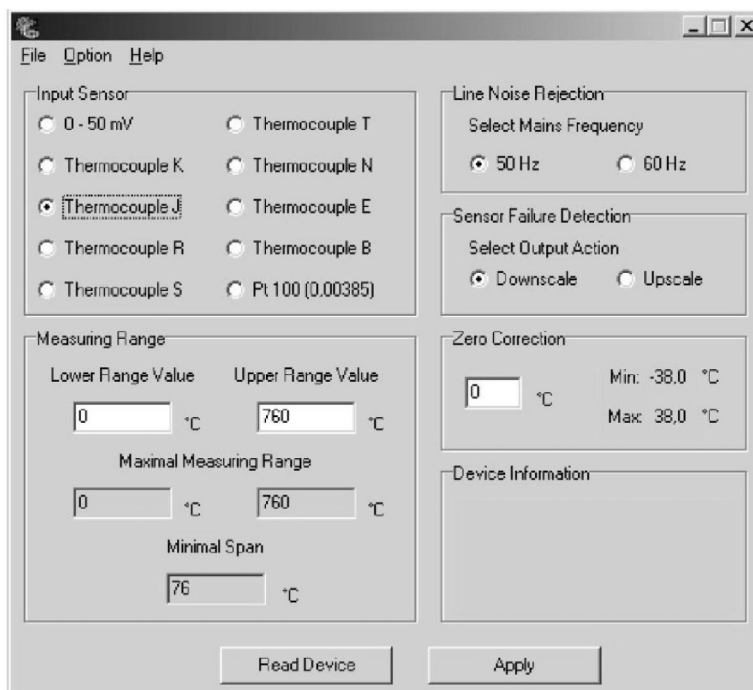 File Option Help
Input Sensor
0 - 50 mV
Thermocouple T
Thermocouple K
Thermocouple N
Thermocouple J
Thermocouple E
Thermocouple R
Thermocouple B
Thermocouple S
Pt 100 (0,00385)
Line Noise Rejection
Select Mains Frequency
50 Hz 60 Hz
Sensor Failure Detection
Select Output Action
Downscale Upscale
Measuring Range
Lower Range Value Upper Range Value
0 °C 760 °C
Maximal Measuring Range
0 °C 760 °C
Minimal Span
76 °C
Zero Correction
0 °C
Min: -38,0 °C
Max: 38,0 °C
Device Information
Read Device Apply